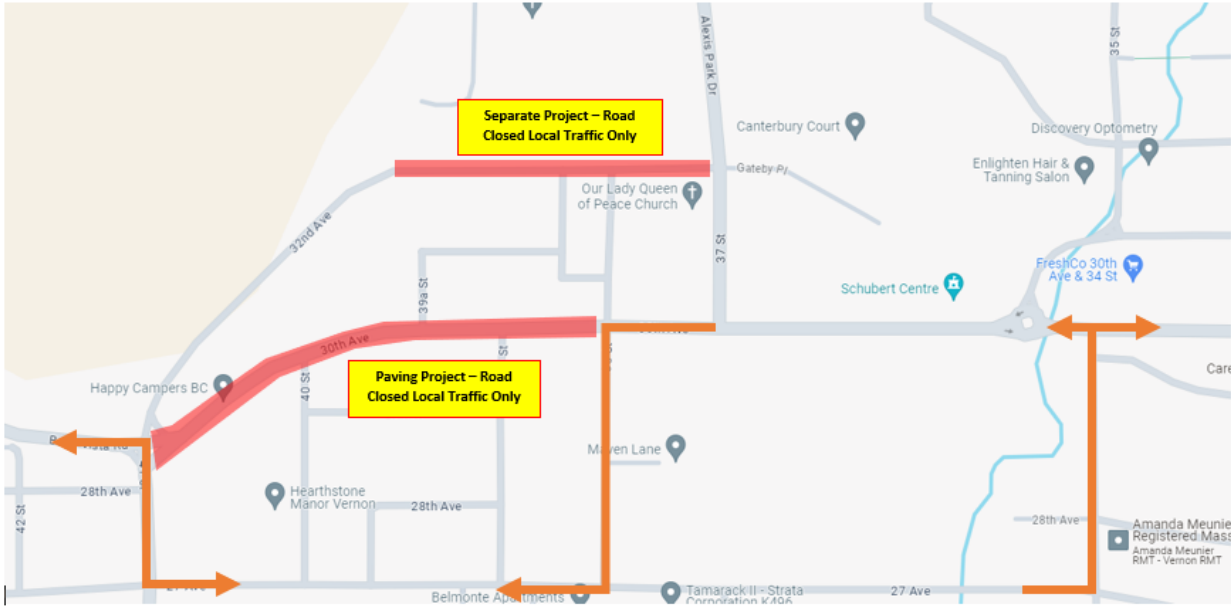 Alexis Park Dr
35 St
Separate Project – Road
Closed Local Traffic Only
Canterbury Court
Discovery Optometry
Enlighten Hair &
Tanning Salon
Gateby Pl
Our Lady Queen
of Peace Church
32nd Ave
37 St
FreshCo 30th
Ave & 34 St
Schubert Centre
39a St
30th Ave
Paving Project – Road
Closed Local Traffic Only
Happy Campers BC
40 St
St
Care
Maven Lane
28th Ave
42 St
Hearthstone
Manor Vernon
28th Ave
28th Ave
Amanda Meunier
Registered Mass
Amanda Meunier
RMT - Vernon RMT
27 Ave
Belmonte Apartments
Tamarack II - Strata
Corporation K496
27 Ave